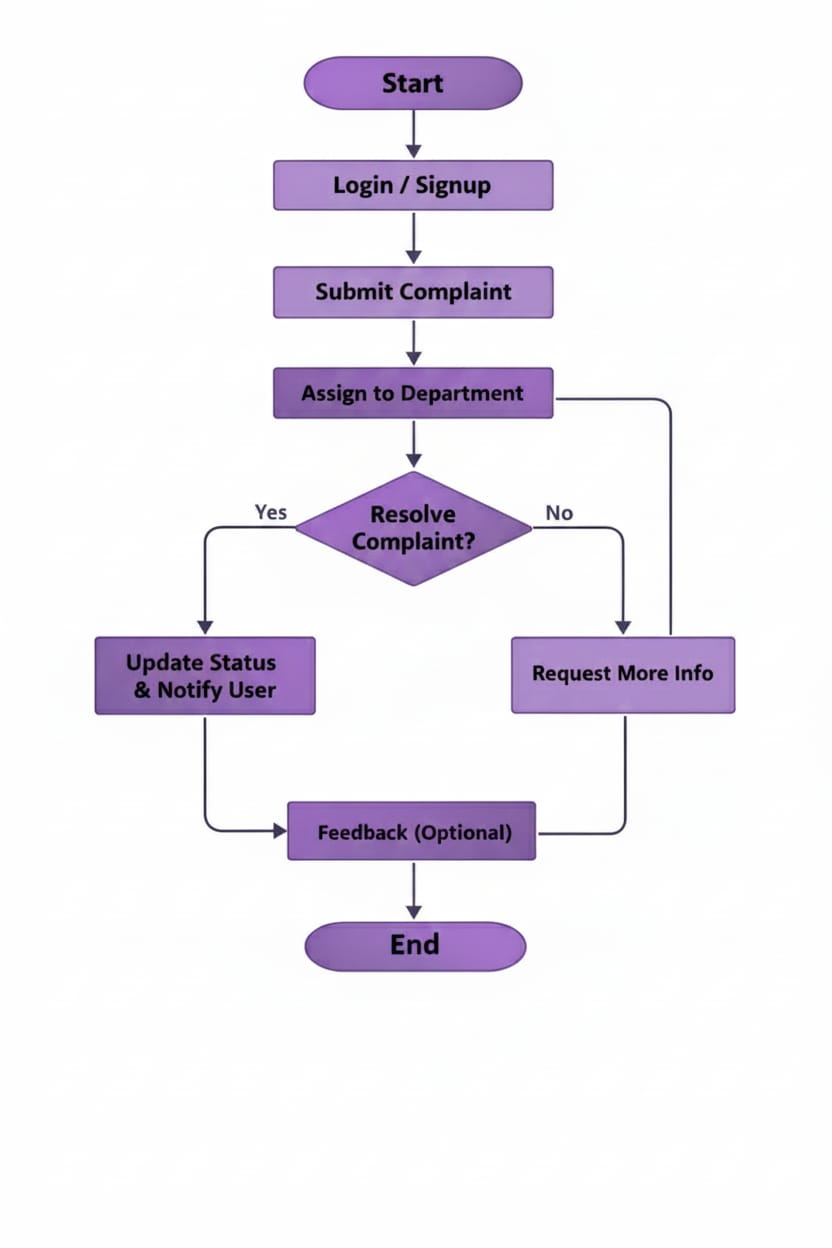 Start
Login / Signup
Submit Complaint
Assign to Department
Yes
Resolve
Complaint?
No
Update Status
& Notify User
Request More Info
Feedback (Optional)
End